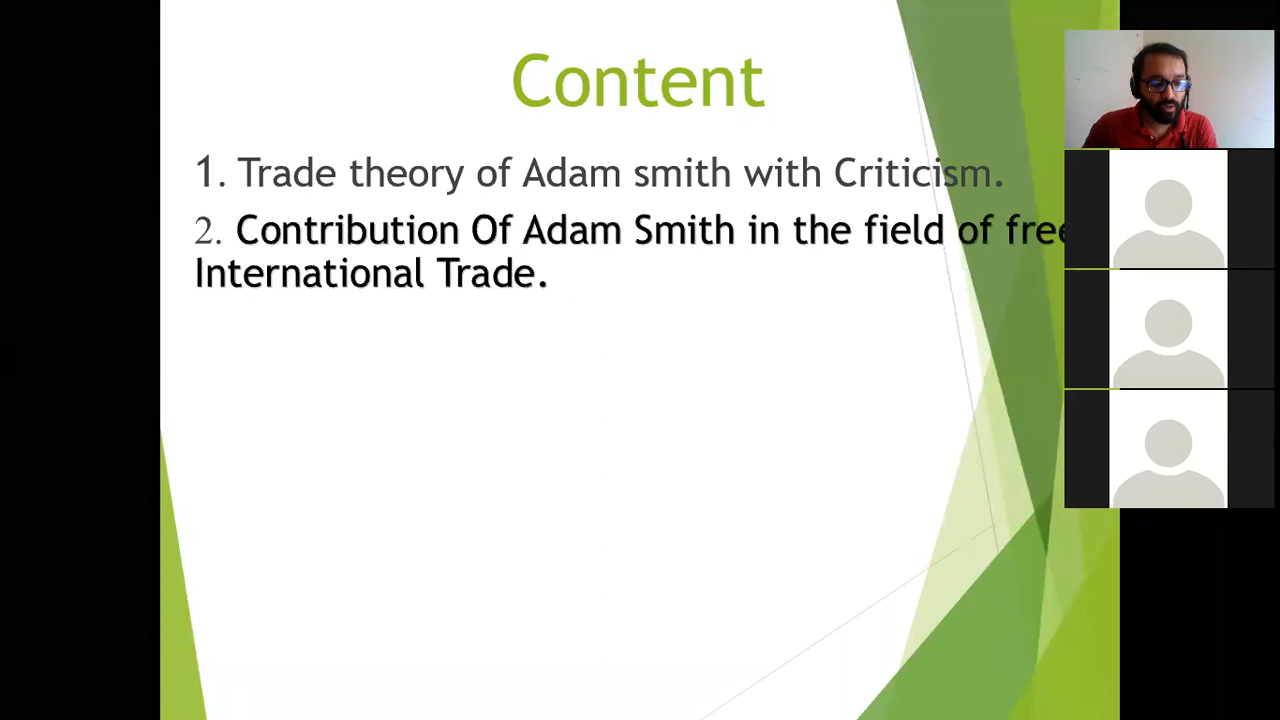 Content
1. Trade theory of Adam smith with Criticism.
2. Contribution Of Adam Smith in the field of free
International Trade.